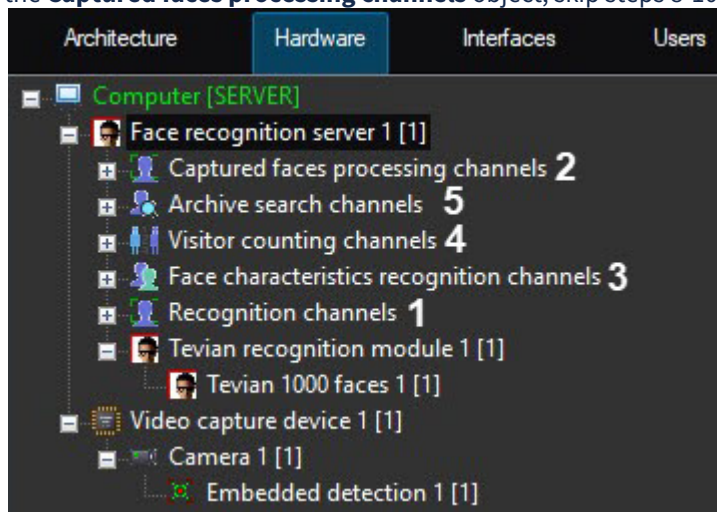 the Captured faces processing channels object, skip steps 8-10
Architecture Hardware Interfaces Users
Computer [SERVER]
Face recognition server 1 [1]
Captured faces processing channels 2
Archive search channels 5
Visitor counting channels 4
Face characteristics recognition channels 3
Recognition channels 1
Tevian recognition module 1 [1]
Tevian 1000 faces 1 [1]
Video capture device 1 [1]
Camera 1 [1]
Embedded detection 1 [1]